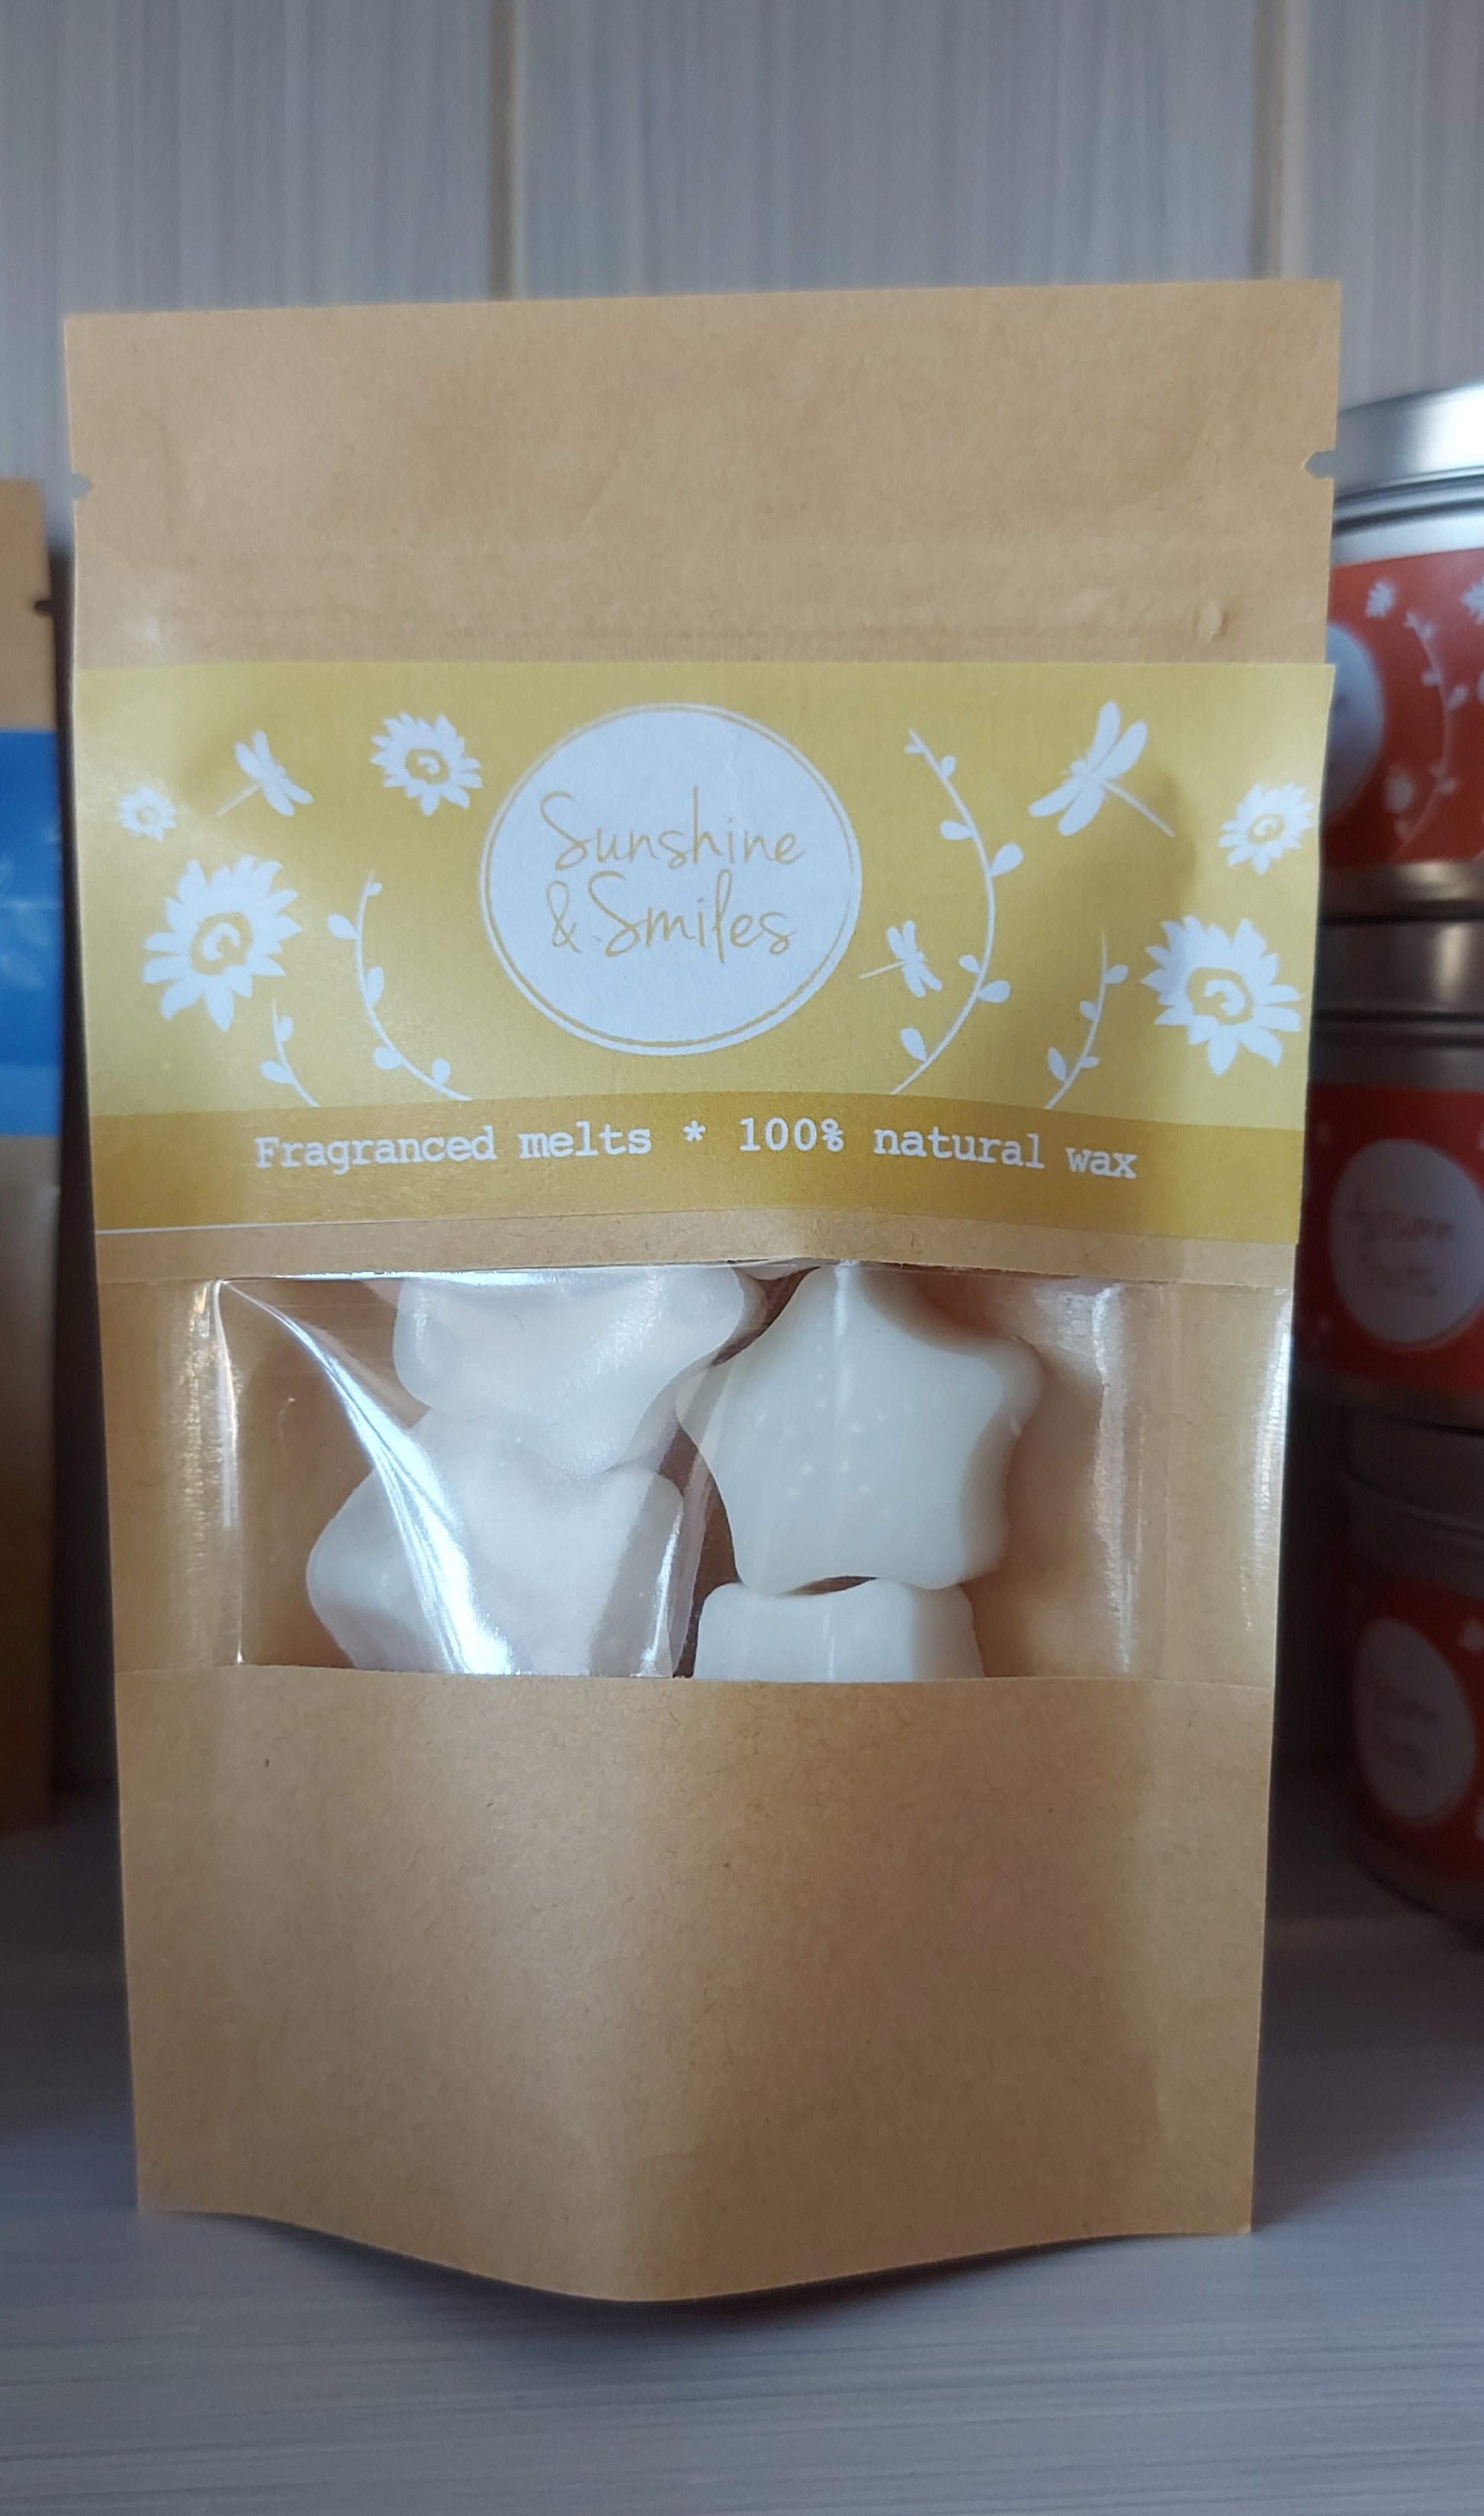 Sunshine
& Smiles
Fragranced melts * 100% natural wax